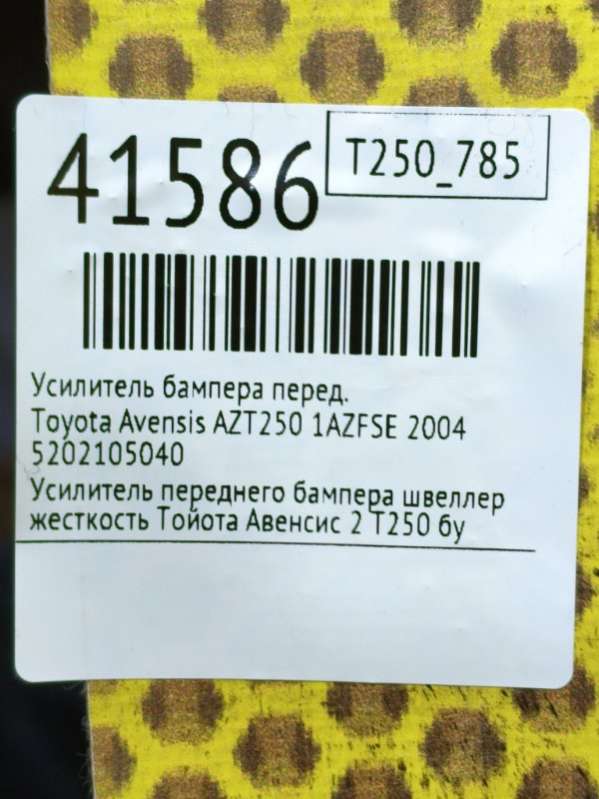 41586
T250_785
Усилитель бампера перед.
Toyota Avensis AZT250 1AZFSE 2004
5202105040
Усилитель переднего бампера швеллер
жесткость Тойота Авенсис 2 Т250 бу